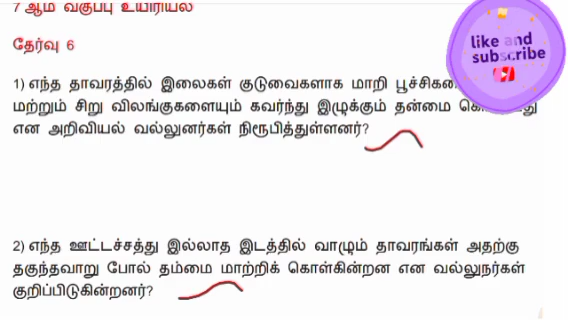 7 ஆம் வகுப்பு உயிரியல்
தேர்வு 6
like and
subscribe
1) எந்த தாவரத்தில் இலைகள் குடுவைகளாக மாறி
மற்றும் சிறு விலங்குகளையும் கவர்ந்து இழுக்கும் தன்மை
என அறிவியல் வல்லுனர்கள் நிரூபித்துள்ளனர்?
2) எந்த ஊட்டச்சத்து இல்லாத இடத்தில் வாழும் தாவரங்கள் அதற்கு
தகுந்தவாறு போல் தம்மை மாற்றிக் கொள்கின்றன என வல்லுநர்கள்
குறிப்பிடுகின்றனர்?